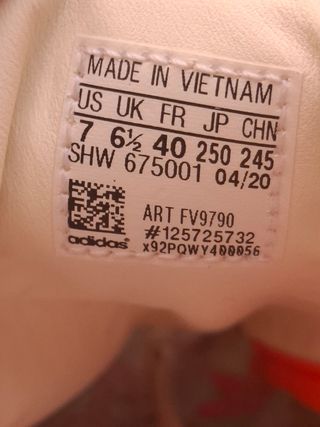 MADE IN VIETNAM
US UK FR JP CHN
7 6½ 40 250 245
SHW 675001 04/20
ART FV9790
#125725732
adidas x92PQWY400056